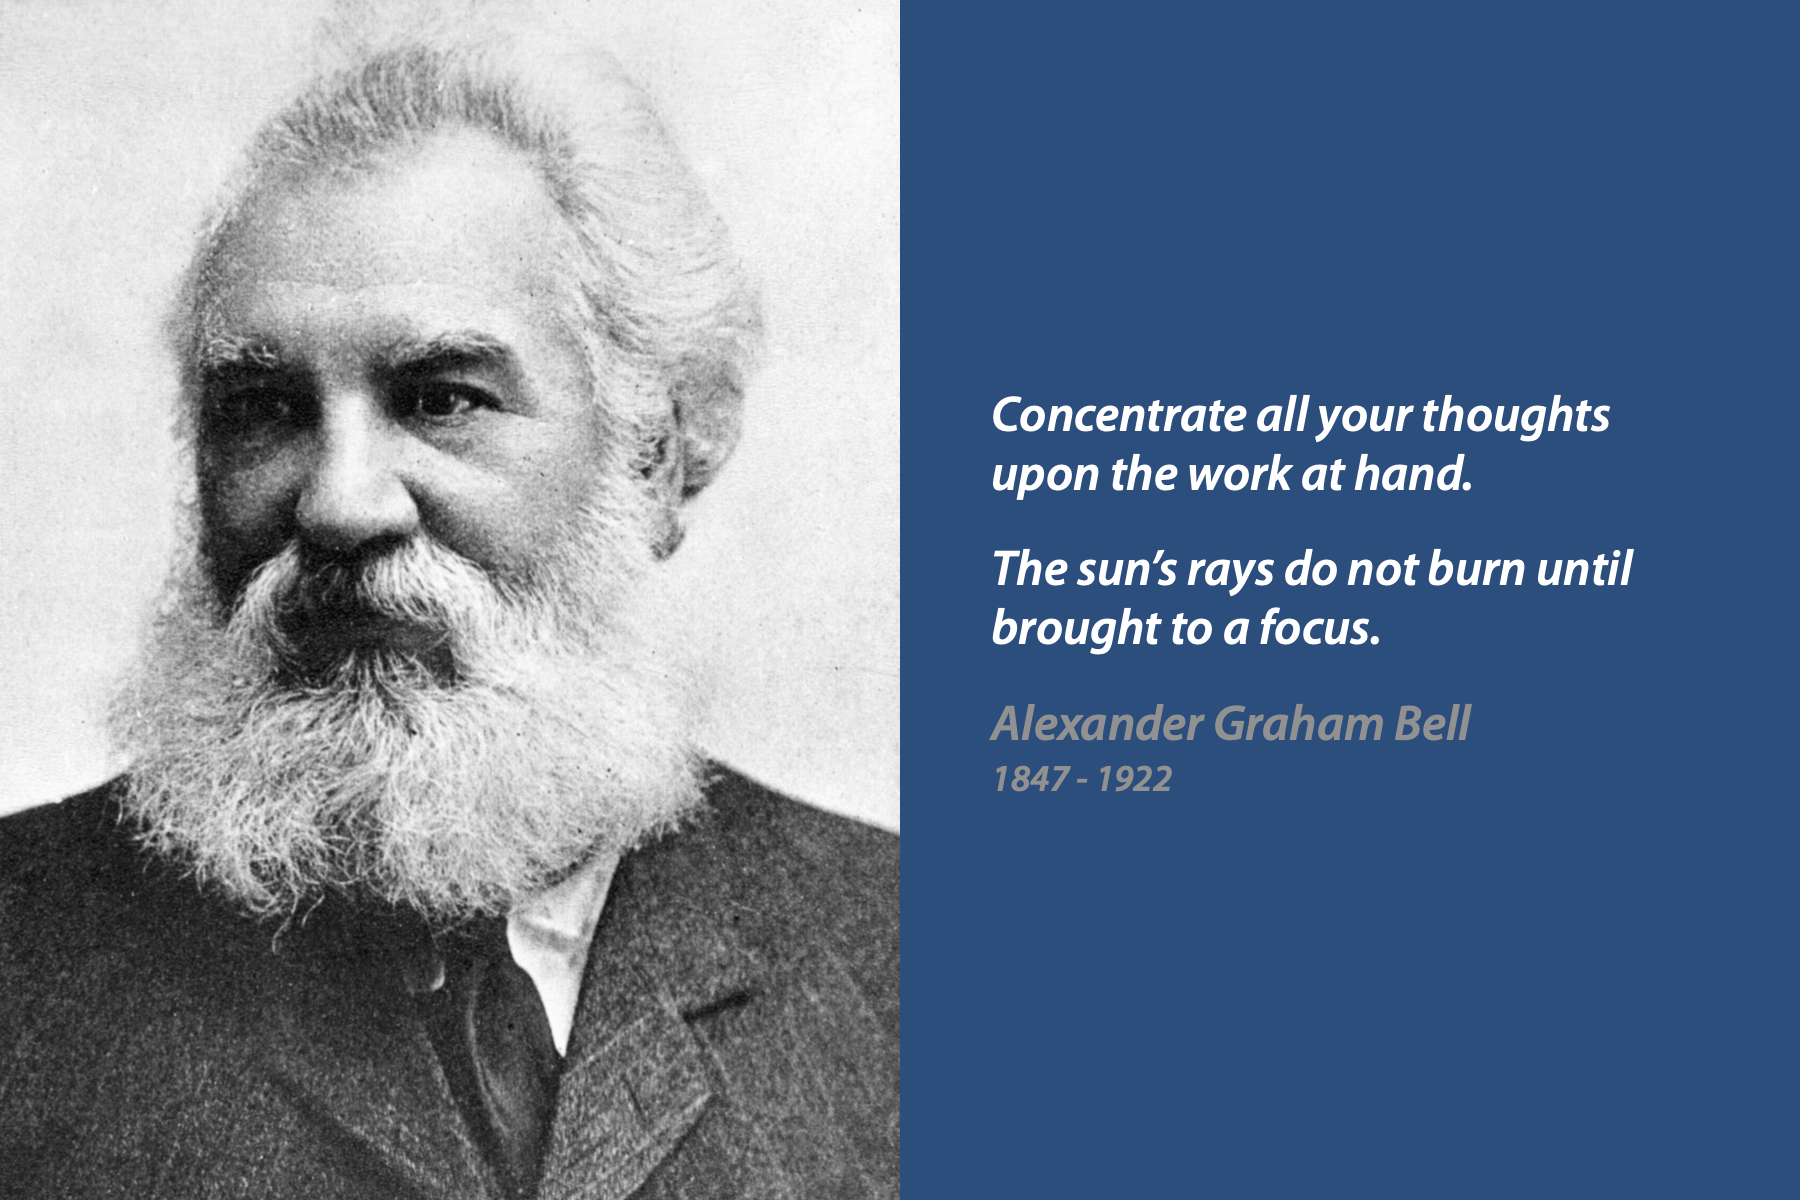 Concentrate all your thoughts
upon the work at hand.
The sun’s rays do not burn until
brought to a focus.
Alexander Graham Bell
1847 - 1922